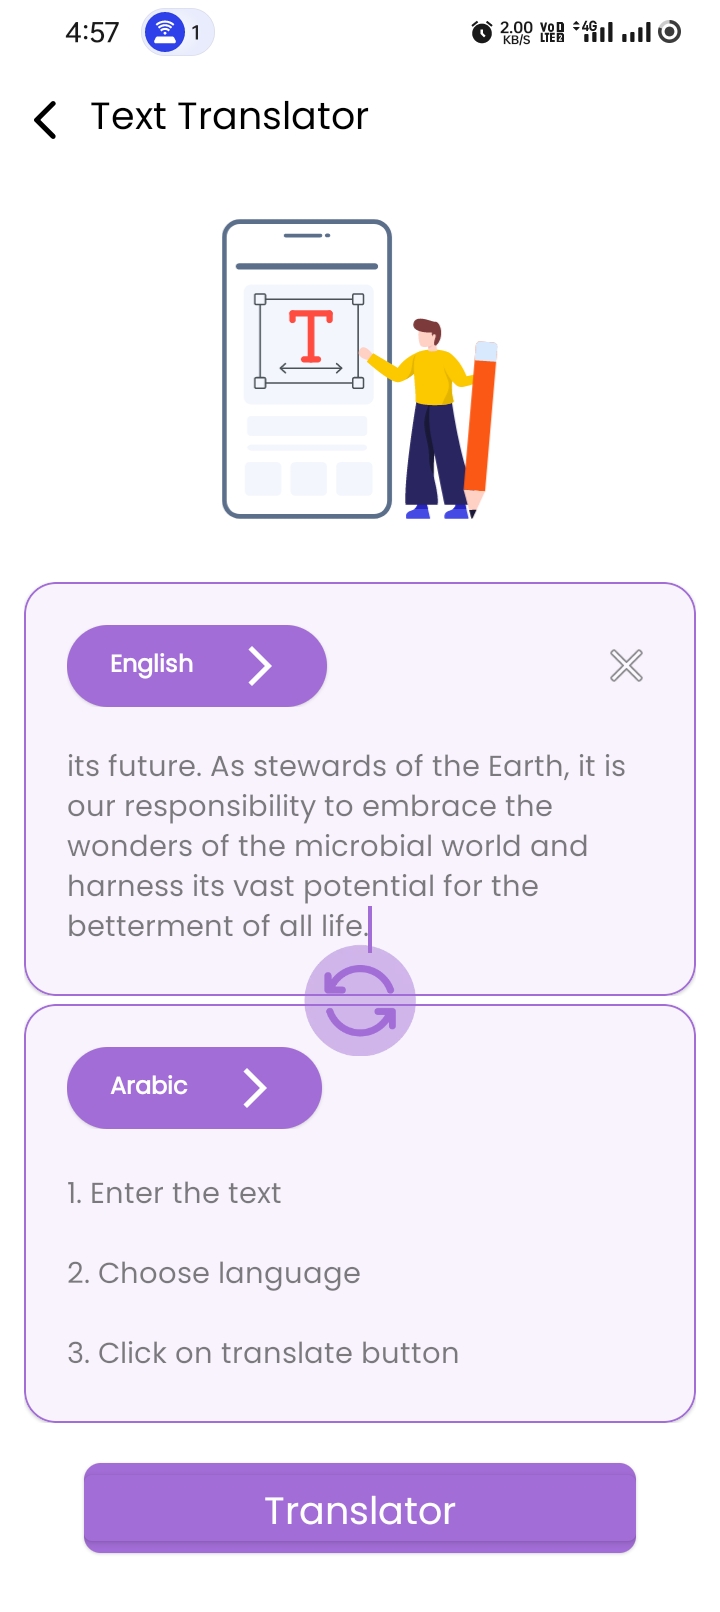 4:57
1
2.00
KB/S
VoD
LTE2
4G
Text Translator
T
English
its future. As stewards of the Earth, it is
our responsibility to embrace the
wonders of the microbial world and
harness its vast potential for the
betterment of all life.
Arabic
1. Enter the text
2. Choose language
3. Click on translate button
Translator